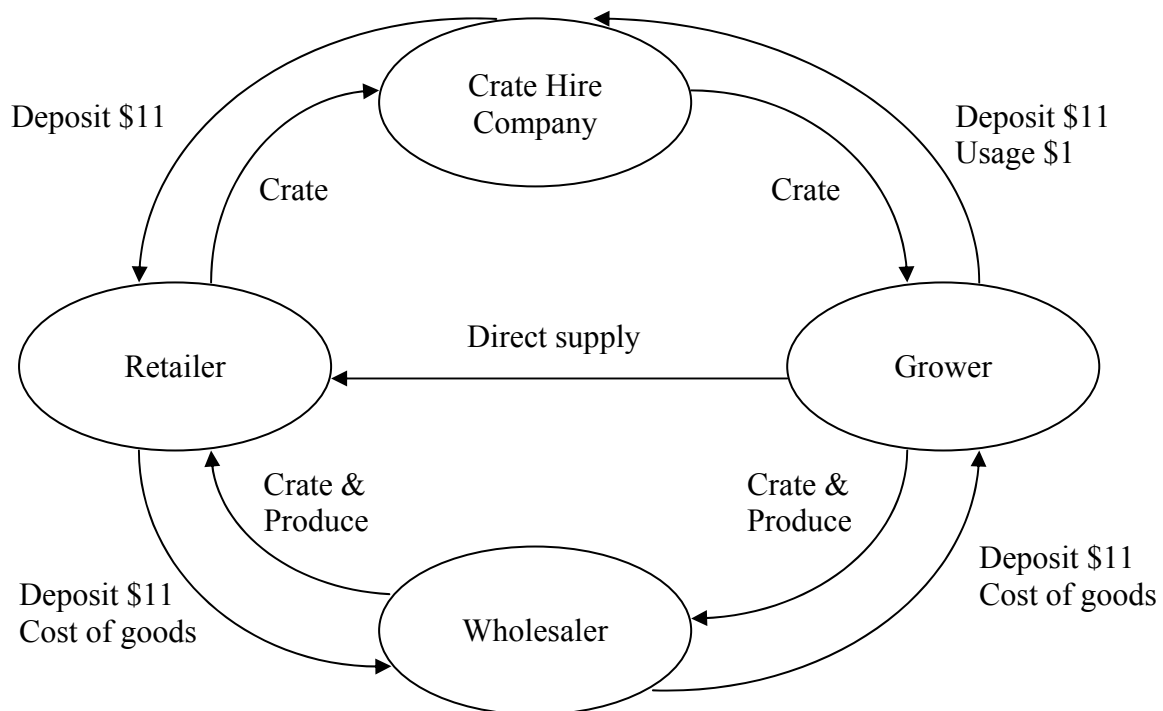 Crate Hire
Company
Deposit $11
Deposit $11
Usage $1
Crate
Crate
Direct supply
Retailer
Grower
Crate &
Produce
Crate &
Produce
Deposit $11
Cost of goods
Deposit $11
Cost of goods
Wholesaler